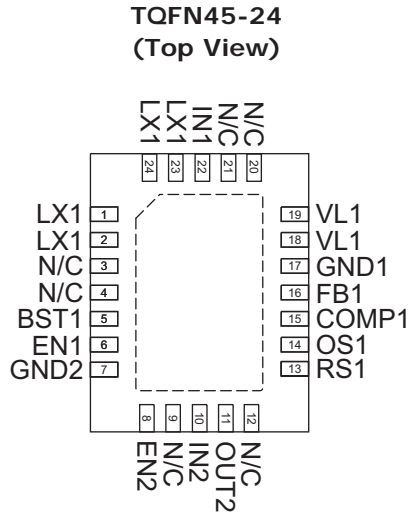 TQFN45-24
(Top View)
LX1
LX1
IN1
N/C
N/C
24
23
22
21
20
LX1 1
LX1 2
N/C 3
N/C 4
BST1 5
EN1 6
GND2 7
19 VL1
18 VL1
17 GND1
16 FB1
15 COMP1
14 OS1
13 RS1
8
9
10
11
12
EN2
N/C
IN2
OUT2
N/C